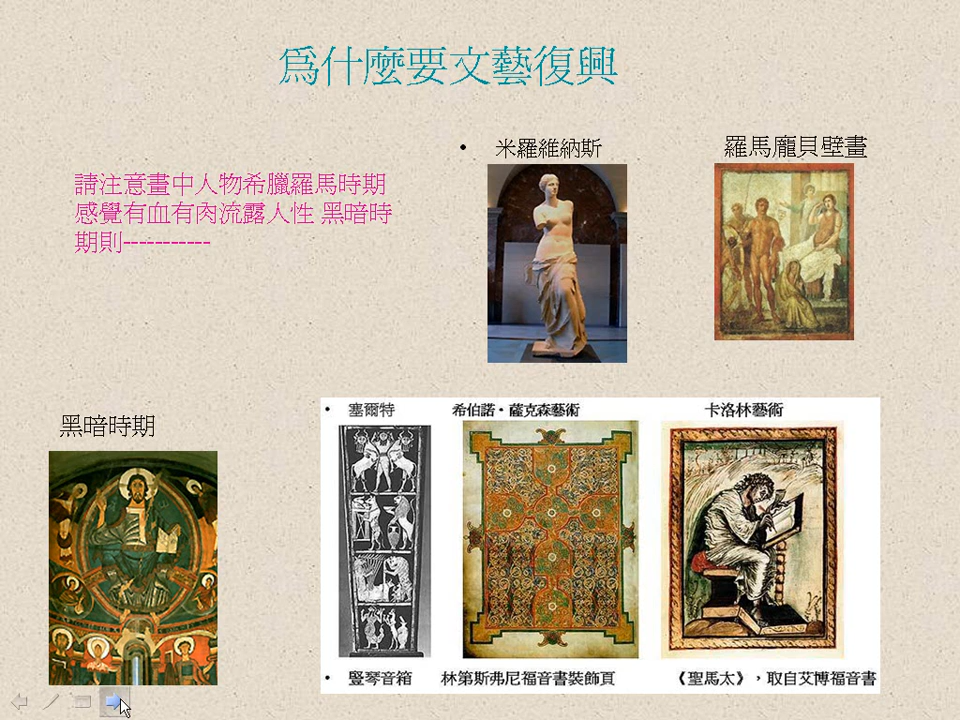 為什麼要文藝復興
• 米羅維納斯
羅馬龐貝壁畫
請注意畫中人物希臘羅馬時期
感覺有血有肉流露人性 黑暗時
期則-----------
黑暗時期
• 塞爾特
希伯諾·薩克森藝術
卡洛林藝術
• 豎琴音箱
林第斯弗尼福音書裝飾頁
《聖馬太》，取自艾博福音書